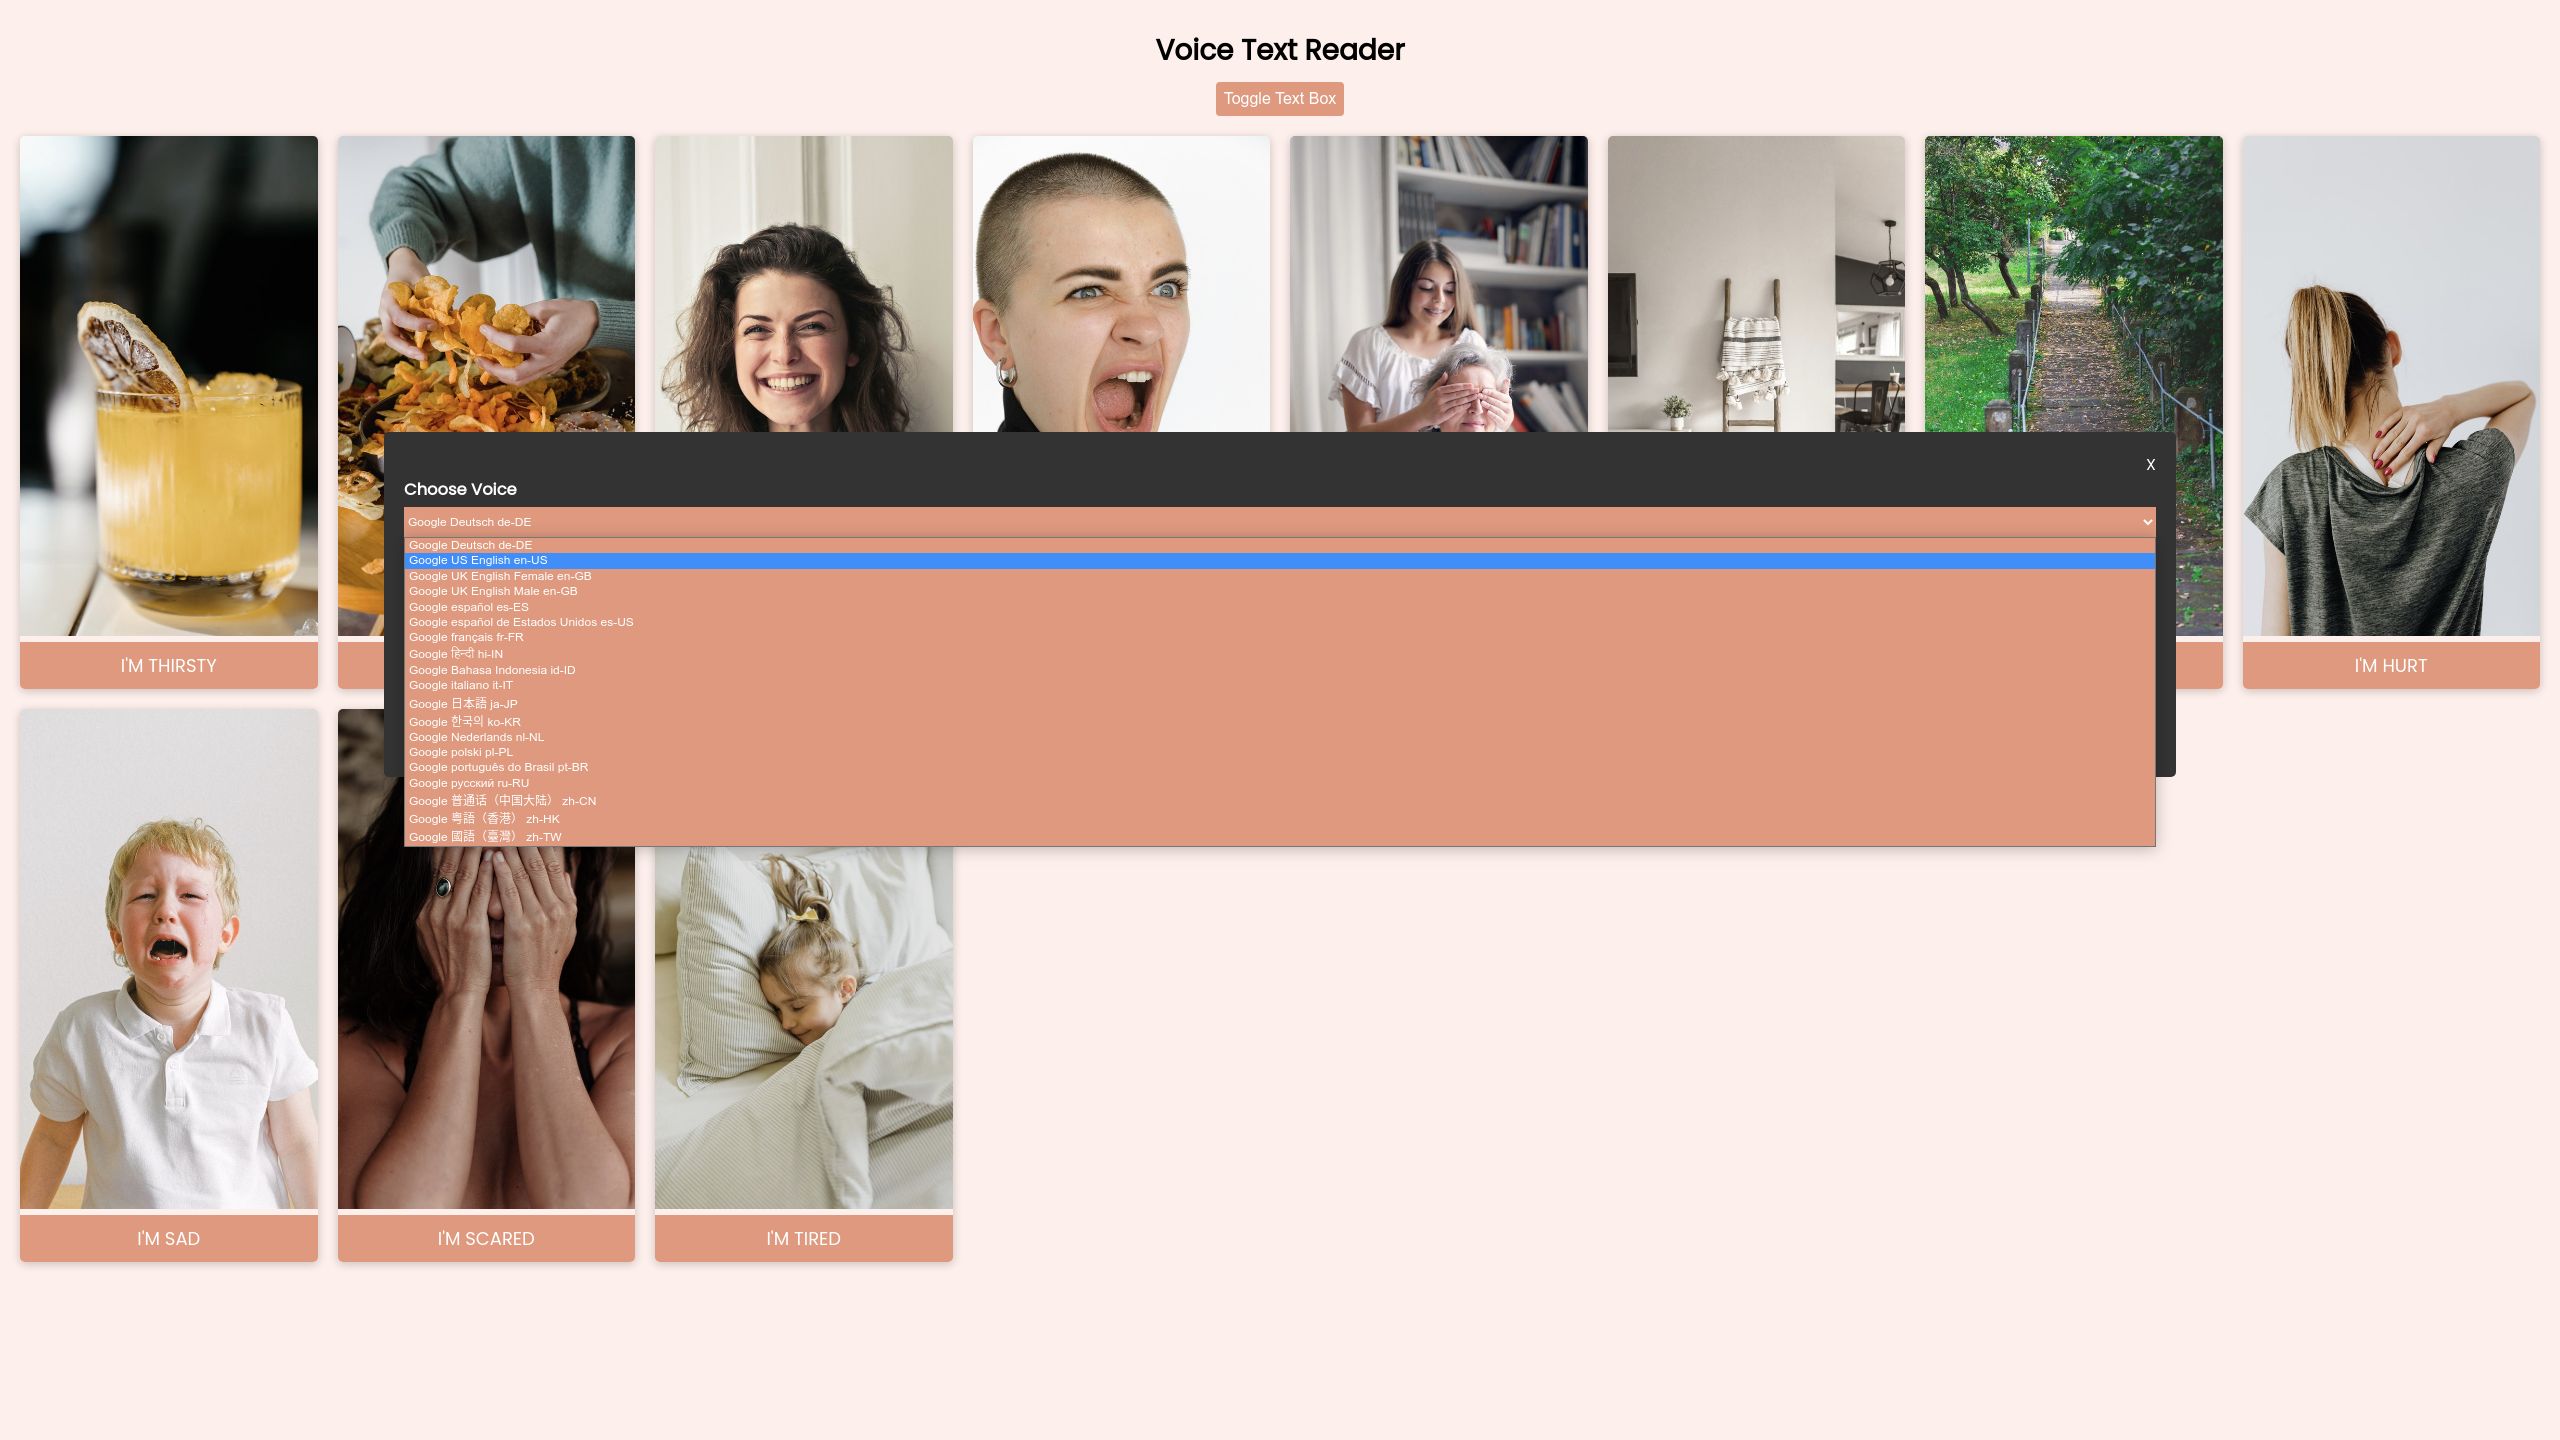 Voice Text Reader
Toggle Text Box
X
Choose Voice
Google Deutsch de-DE
Google Deutsch de-DE
Google US English en-US
Google UK English Female en-GB
Google UK English Male en-GB
Google español es-ES
Google español de Estados Unidos es-US
Google français fr-FR
Google हिन्दी hi-IN
Google Bahasa Indonesia id-ID
Google italiano it-IT
Google 日本語 ja-JP
Google 한국의 ko-KR
Google Nederlands nl-NL
Google polski pl-PL
Google português do Brasil pt-BR
Google русский ru-RU
Google 普通话（中国大陆） zh-CN
Google 粤語（香港） zh-HK
Google 國語（臺灣） zh-TW
I'M THIRSTY
I'M HURT
I'M SAD
I'M SCARED
I'M TIRED